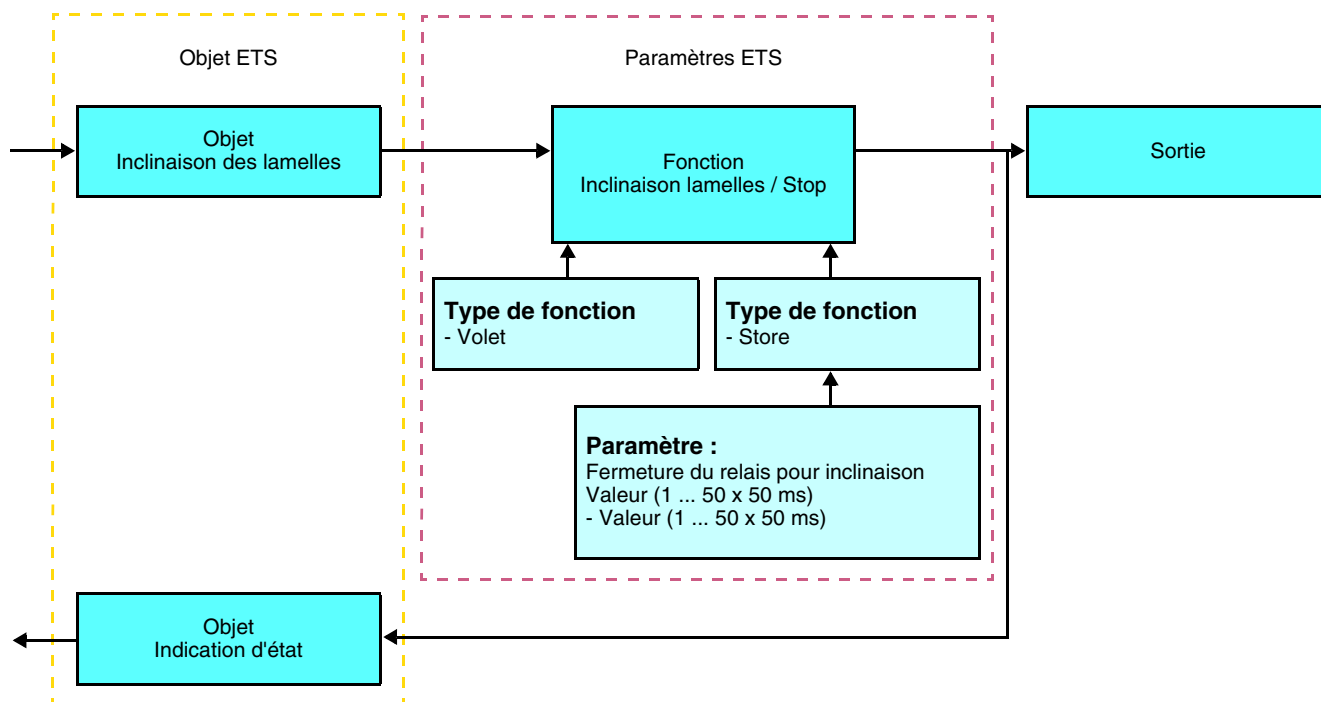 Objet ETS
Paramètres ETS
Objet
Inclinaison des lamelles
Fonction
Inclinaison lamelles / Stop
Sortie
Type de fonction
- Volet
Type de fonction
- Store
Paramètre :
Fermeture du relais pour inclinaison
Valeur (1 ... 50 x 50 ms)
- Valeur (1 ... 50 x 50 ms)
Objet
Indication d'état